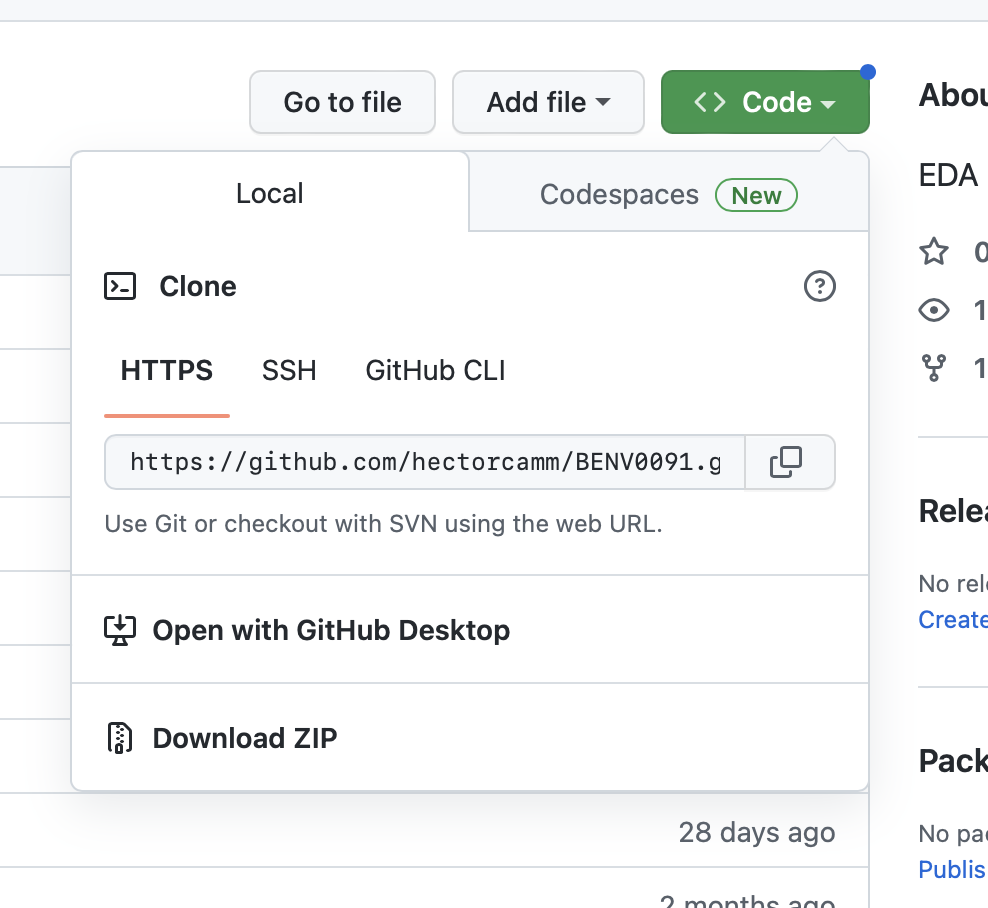 Go to file
Add file
Code
Local
Codespaces New
Clone
HTTPS SSH GitHub CLI
https://github.com/hectorcamm/BENV0091.g
Use Git or checkout with SVN using the web URL.
Open with GitHub Desktop
Download ZIP
28 days ago
2 months ago
Abou
EDA
0
1
1
Relea
No rele
Create
Pack
No pac
Publis